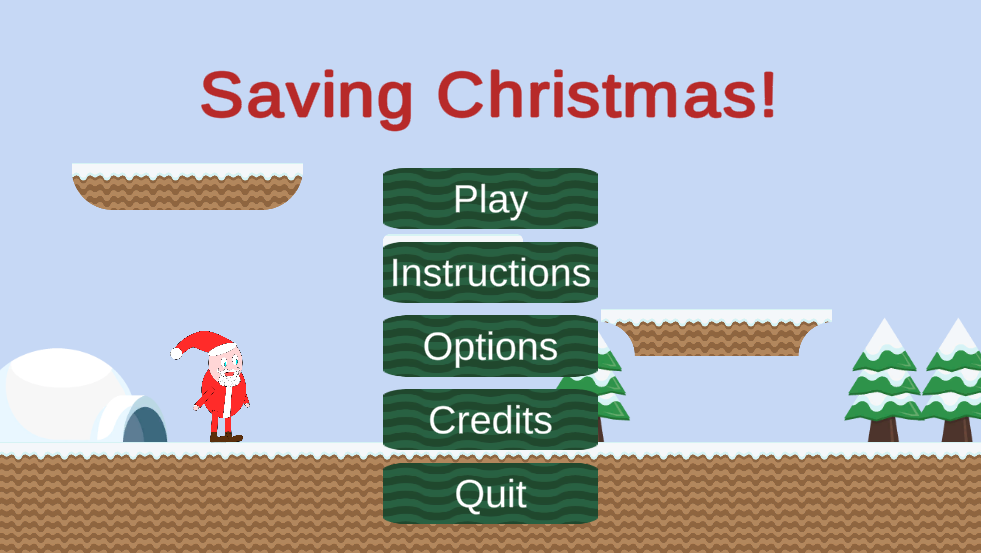 Saving Christmas!
Play
Instructions
Options
Credits
Quit